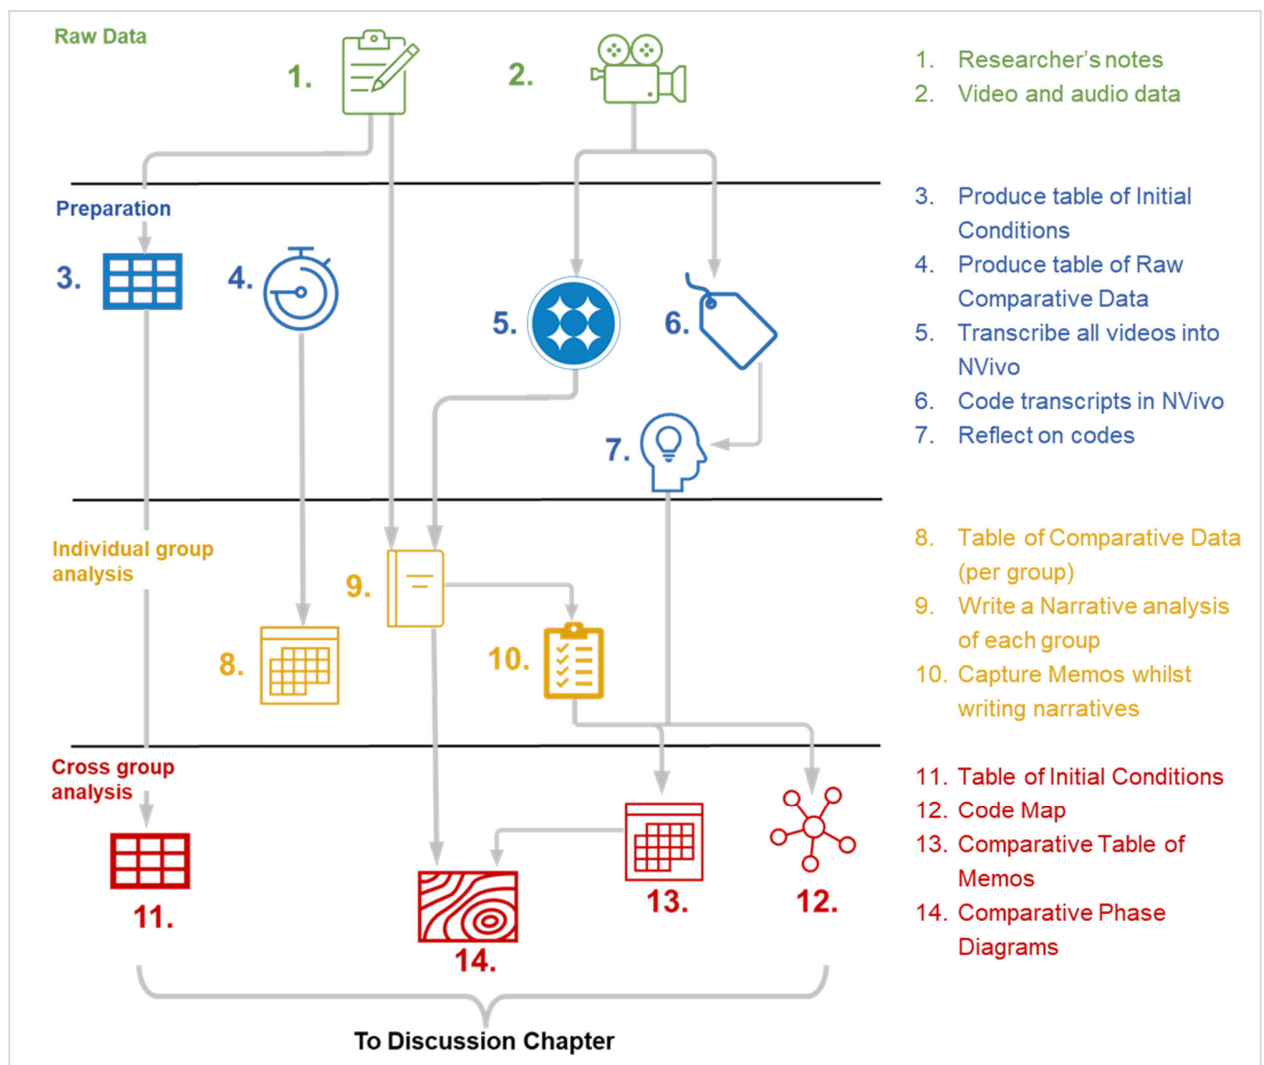 Raw Data
1.
2.
1. Researcher's notes
2. Video and audio data
Preparation
3.
4.
5.
6.
7.
3. Produce table of Initial
Conditions
4. Produce table of Raw
Comparative Data
5. Transcribe all videos into
NVivo
6. Code transcripts in NVivo
7. Reflect on codes
Individual group
analysis
8.
9.
10.
8. Table of Comparative Data
(per group)
9. Write a Narrative analysis
of each group
10. Capture Memos whilst
writing narratives
Cross group
analysis
11.
14.
13.
12.
11. Table of Initial Conditions
12. Code Map
13. Comparative Table of
Memos
14. Comparative Phase
Diagrams
To Discussion Chapter